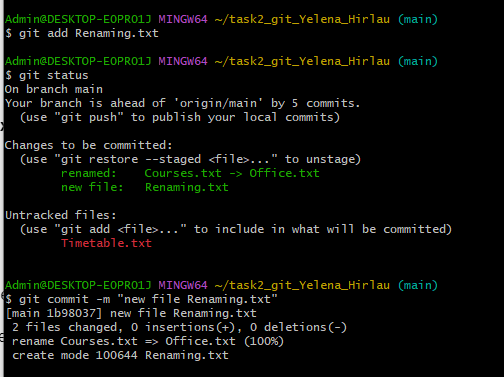 Admin@DESKTOP-EOPRO1J MINGW64 ~/task2_git_Yelena_Hirlau (main)
$ git add Renaming.txt
Admin@DESKTOP-EOPRO1J MINGW64 ~/task2_git_Yelena_Hirlau (main)
$ git status
On branch main
Your branch is ahead of 'origin/main' by 5 commits.
  (use "git push" to publish your local commits)
Changes to be committed:
  (use "git restore --staged <file>..." to unstage)
        renamed:    Courses.txt -> Office.txt
        new file:   Renaming.txt
Untracked files:
  (use "git add <file>..." to include in what will be committed)
        Timetable.txt
Admin@DESKTOP-EOPRO1J MINGW64 ~/task2_git_Yelena_Hirlau (main)
$ git commit -m "new file Renaming.txt"
[main 1b98037] new file Renaming.txt
 2 files changed, 0 insertions(+), 0 deletions(-)
 rename Courses.txt => Office.txt (100%)
 create mode 100644 Renaming.txt